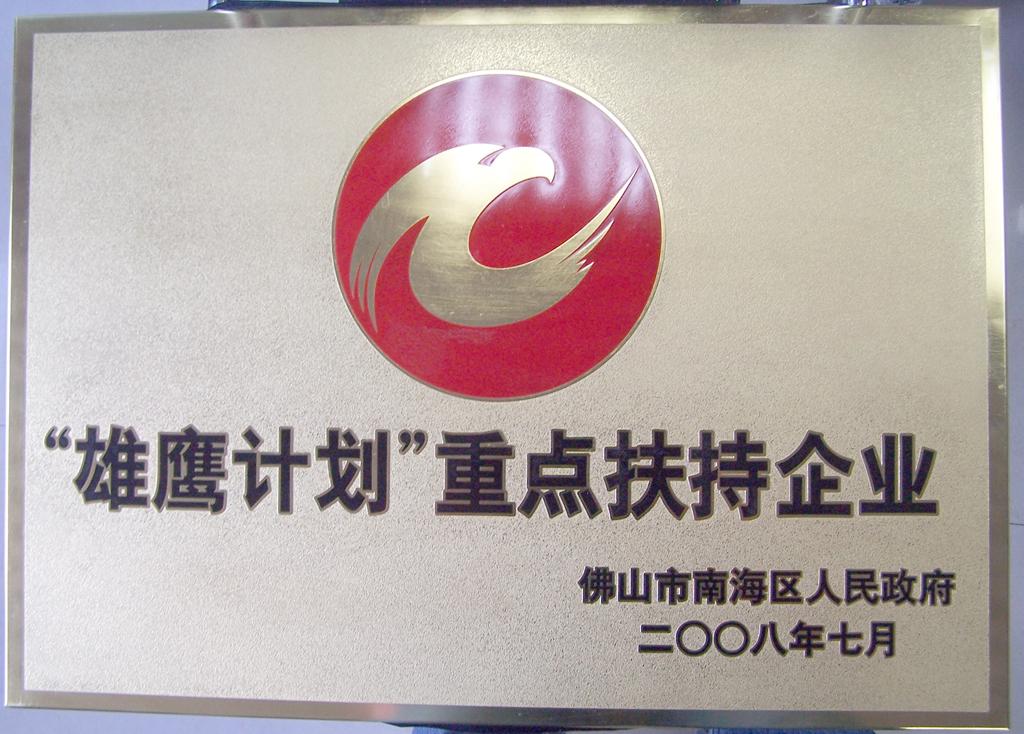 “雄鹰计划”重点扶持企业
佛山市南海区人民政府
二〇〇八年七月